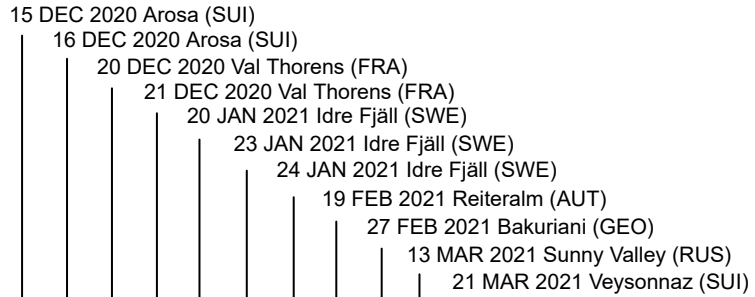 15 DEC 2020 Arosa (SUI)
16 DEC 2020 Arosa (SUI)
20 DEC 2020 Val Thorens (FRA)
21 DEC 2020 Val Thorens (FRA)
20 JAN 2021 Idre Fjäll (SWE)
23 JAN 2021 Idre Fjäll (SWE)
24 JAN 2021 Idre Fjäll (SWE)
19 FEB 2021 Reiteralm (AUT)
27 FEB 2021 Bakuriani (GEO)
13 MAR 2021 Sunny Valley (RUS)
21 MAR 2021 Veysonnaz (SUI)